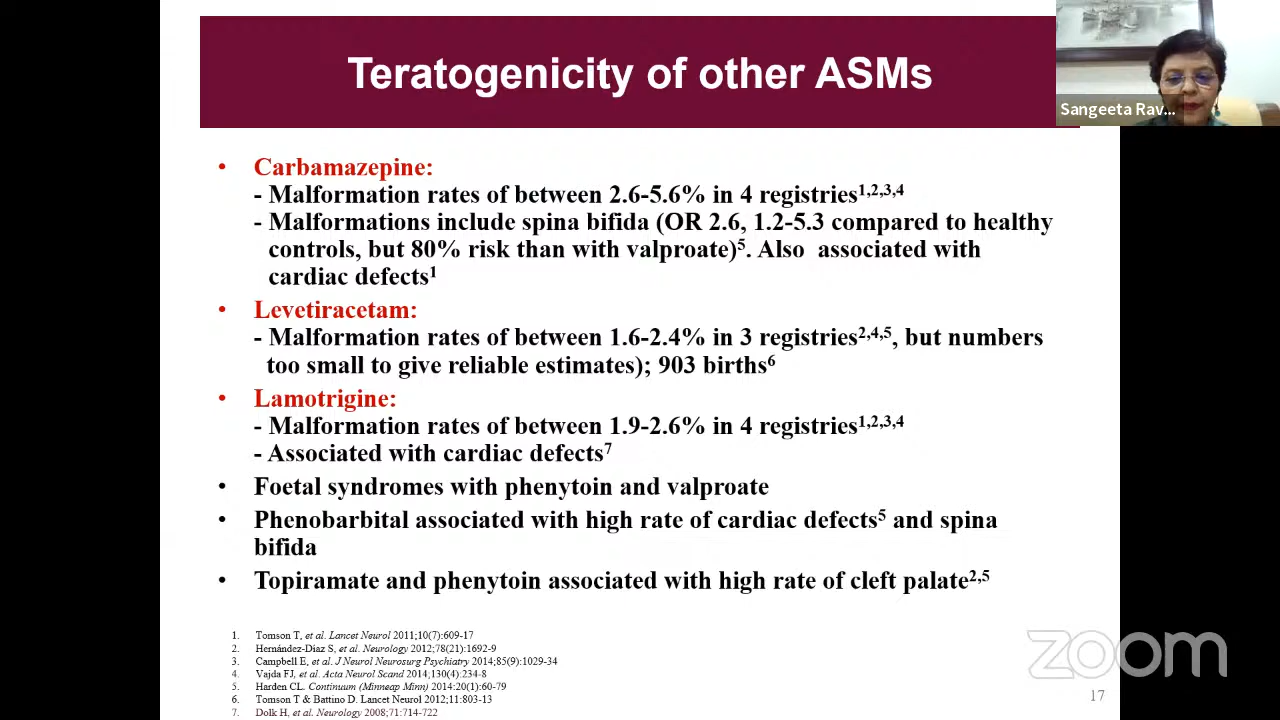 Teratogenicity of other ASMs
Sangeeta Rav...
• Carbamazepine:
- Malformation rates of between 2.6-5.6% in 4 registries1,2,3,4
- Malformations include spina bifida (OR 2.6, 1.2-5.3 compared to healthy
controls, but 80% risk than with valproate)5. Also associated with
cardiac defects1
• Levetiracetam:
- Malformation rates of between 1.6-2.4% in 3 registries2,4,5, but numbers
too small to give reliable estimates); 903 births6
• Lamotrigine:
- Malformation rates of between 1.9-2.6% in 4 registries1,2,3,4
- Associated with cardiac defects7
• Foetal syndromes with phenytoin and valproate
• Phenobarbital associated with high rate of cardiac defects5 and spina
bifida
• Topiramate and phenytoin associated with high rate of cleft palate2,5
1. Tomson T, et al. Lancet Neurol 2011;10(7):609-17
2. Hernández-Díaz S, et al. Neurology 2012;78(21):1692-9
3. Campbell E, et al. J Neurol Neurosurg Psychiatry 2014;85(9):1029-34
4. Vajda FJ, et al. Acta Neurol Scand 2014;130(4):234-8
5. Harden CL. Continuum (Minneap Minn) 2014:20(1):60-79
6. Tomson T & Battino D. Lancet Neurol 2012;11:803-13
7. Dolk H, et al. Neurology 2008;71:714-722
zoom
17